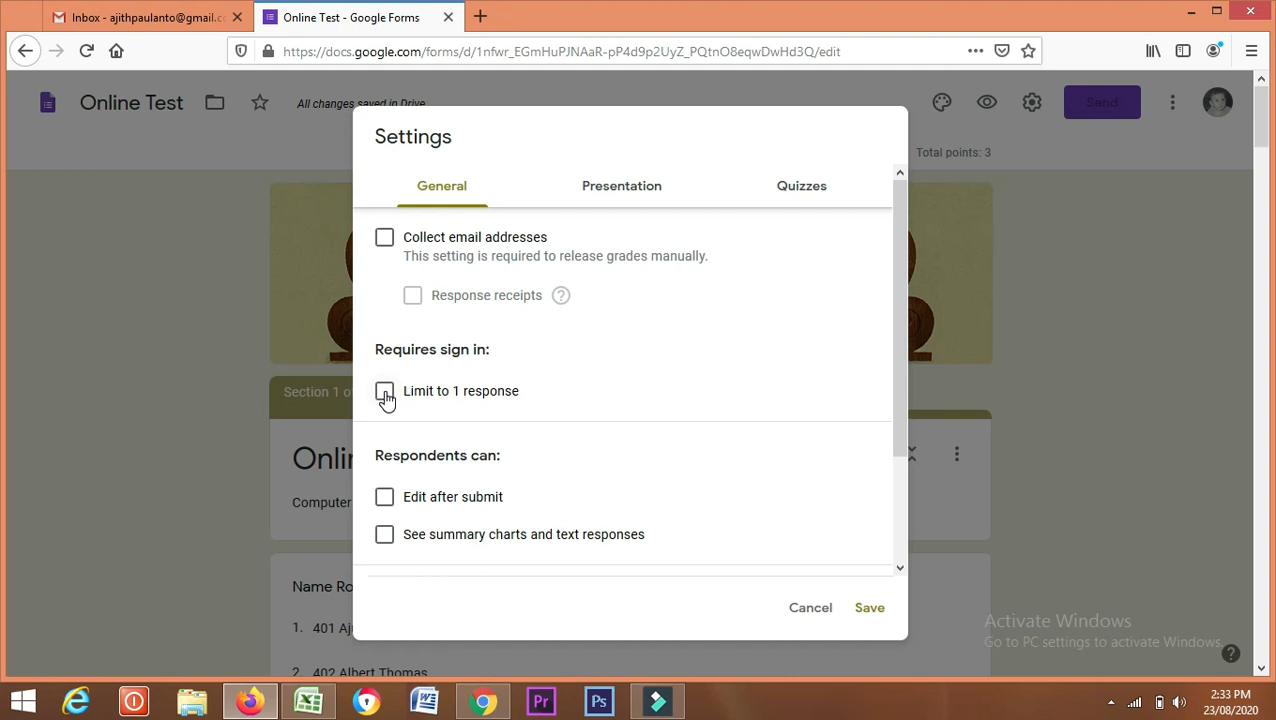 Inbox - ajithpaulanto@gmail.c
Online Test - Google Forms
https://docs.google.com/forms/d/1nfwr_EGmHuPJNAaR-pP4d9p2UyZ_PQtnO8eqwDwHd3Q/edit
Online Test
All changes saved in Drive
Send
Settings
Total points: 3
General
Presentation
Quizzes
Collect email addresses
This setting is required to release grades manually.
Response receipts
?
Requires sign in:
Section 1 o
Limit to 1 response
Respondents can:
Onli
Computer
Edit after submit
See summary charts and text responses
Name Ro
Cancel
Save
1. 401 Aj
Activate Windows
Go to PC settings to activate Windows.
2. 402 Albert Thomas
?
W
Pr
Ps
2:33 PM
23/08/2020